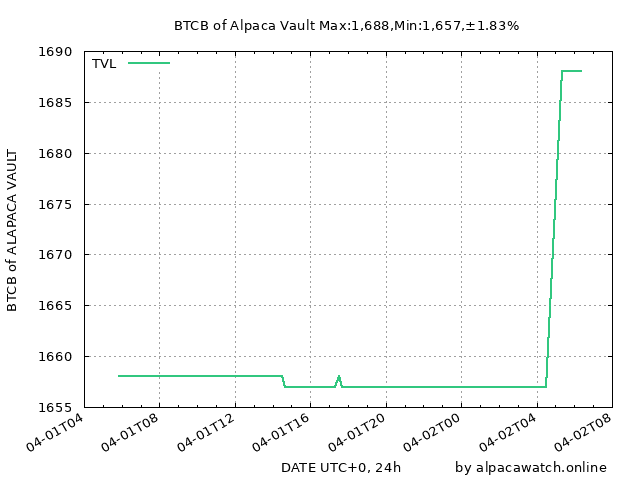 BTCB of Alpaca Vault Max:1,688,Min:1,657,±1.83%
TVL
1690
1685
1680
1675
1670
1665
1660
1655
BTCB of ALAPACA VAULT
04-01T04
04-01T08
04-01T12
04-01T16
04-01T20
04-02T00
04-02T04
04-02T08
DATE UTC+0, 24h
by alpacawatch.online